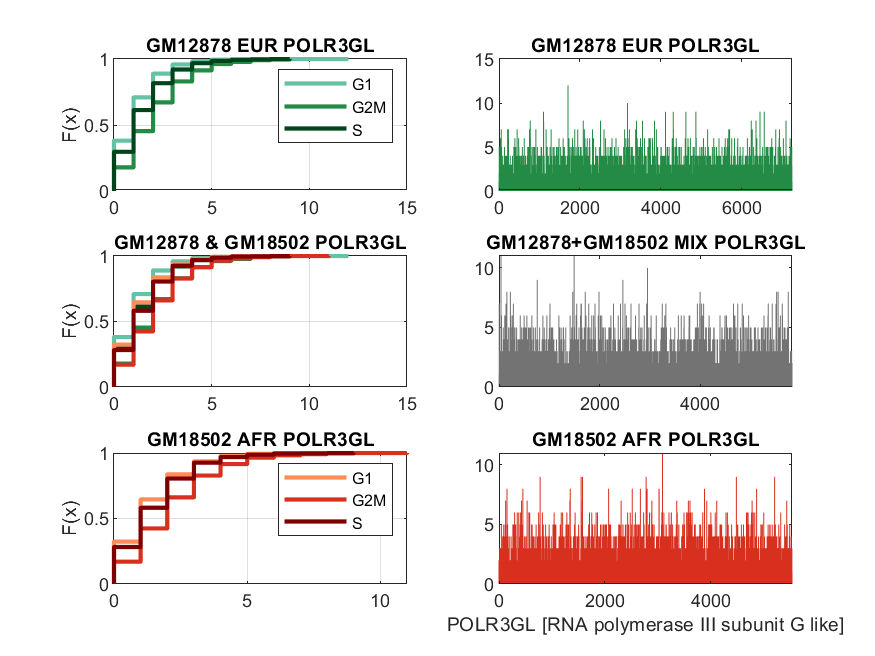 GM12878 EUR POLR3GL
F(x)
1
0.5
0
0 5 10 15
G1
G2M
S
GM12878 EUR POLR3GL
15
10
5
0
0 2000 4000 6000
GM12878 & GM18502 POLR3GL
F(x)
1
0.5
0
0 5 10 15
GM12878+GM18502 MIX POLR3GL
10
5
0
0 2000 4000
GM18502 AFR POLR3GL
F(x)
1
0.5
0
0 5 10
G1
G2M
S
GM18502 AFR POLR3GL
10
5
0
0 2000 4000
POLR3GL [RNA polymerase III subunit G like]